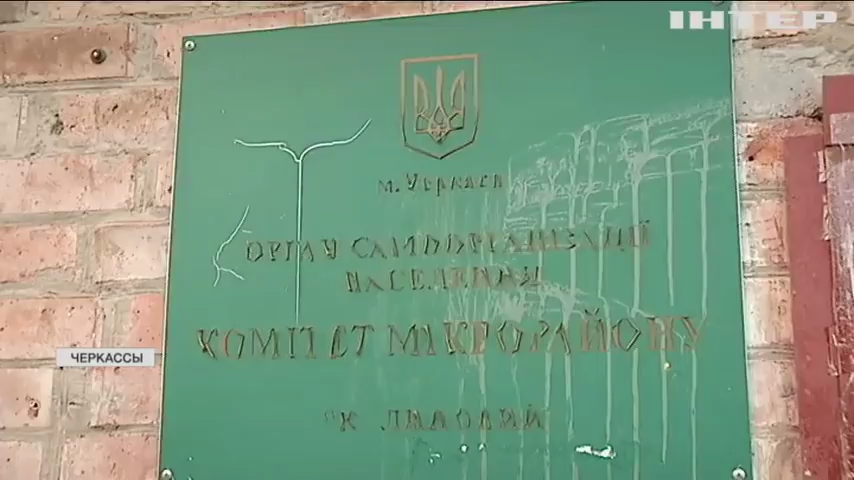 ІНТЕР
м. Черкаси
ОРГАН САМООРГАНІЗАЦІЇ
НАСЕЛЕННЯ
КОМІТЕТ МІКРОРАЙОНУ
ЧЕРКАССЫ